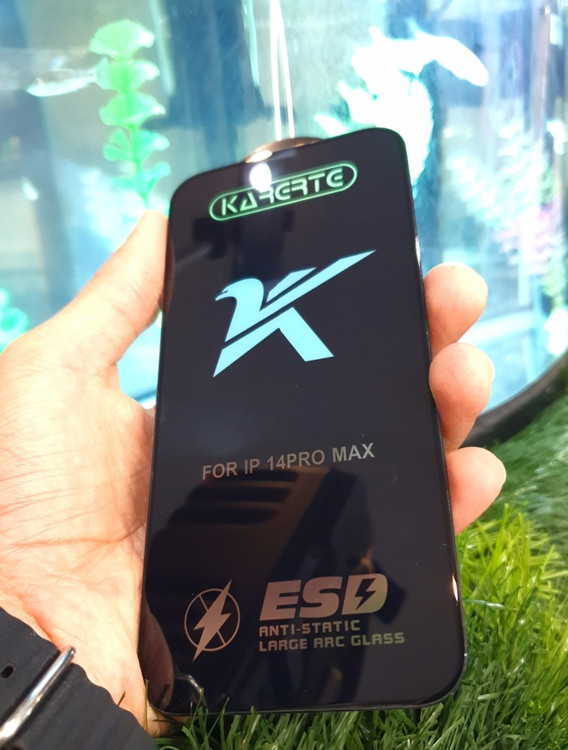 KARERTE
FOR IP 14PRO MAX
ESD
ANTI-STATIC
LARGE ARC GLASS